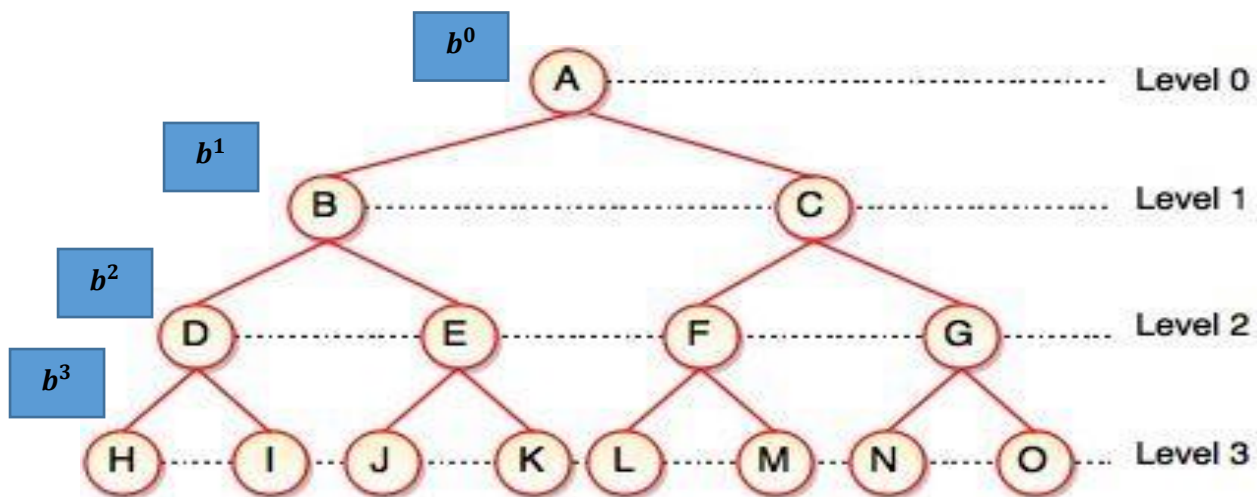 b⁰
A Level 0
b¹
B C Level 1
b²
D E F G Level 2
b³
H I J K L M N O Level 3